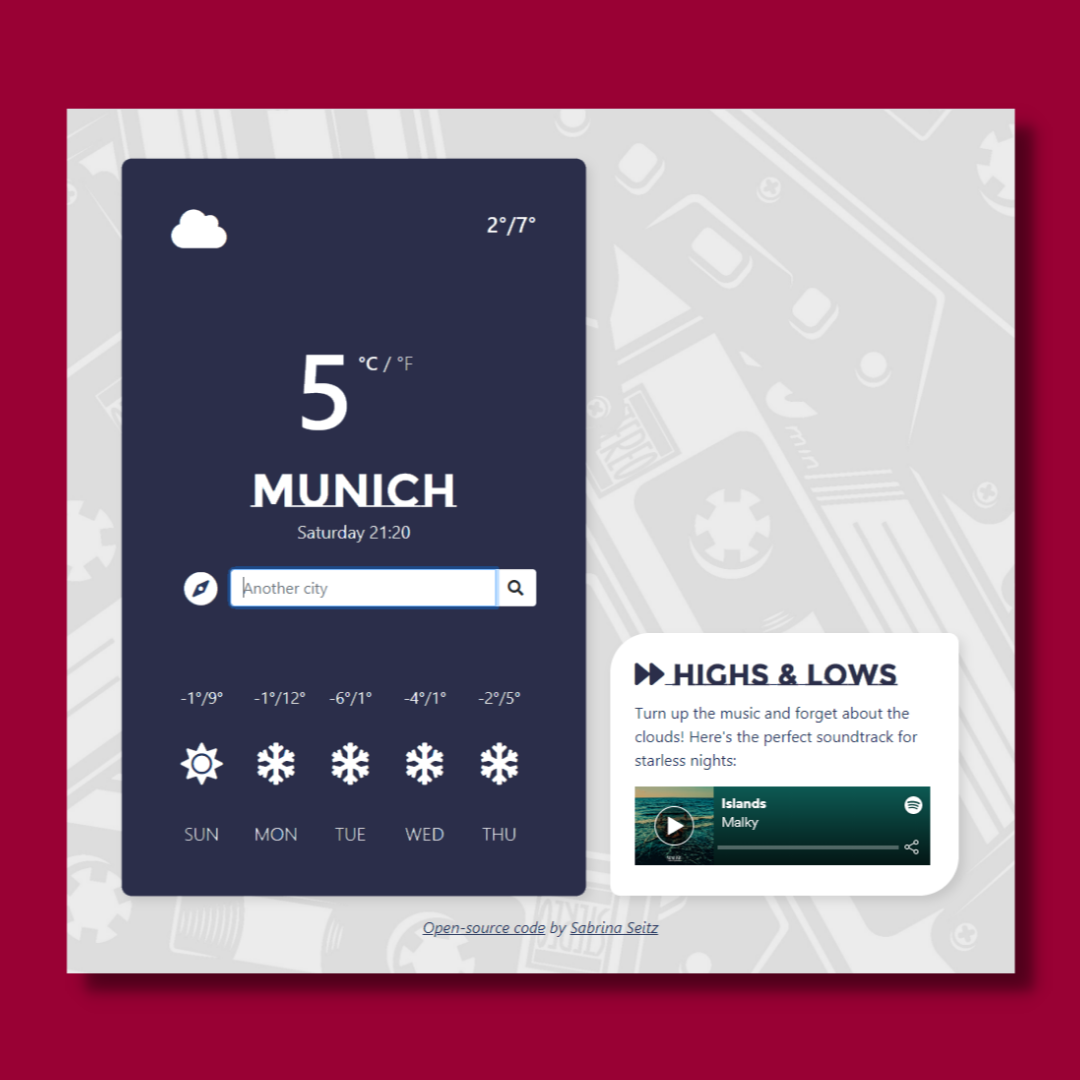 2°/7°
5 °C / °F
MUNICH
Saturday 21:20
Another city
-1°/9° -1°/12° -6°/1° -4°/1° -2°/5°
SUN MON TUE WED THU
HIGHS & LOWS
Turn up the music and forget about the
clouds! Here's the perfect soundtrack for
starless nights:
Islands
Malky
Open-source code by Sabrina Seitz